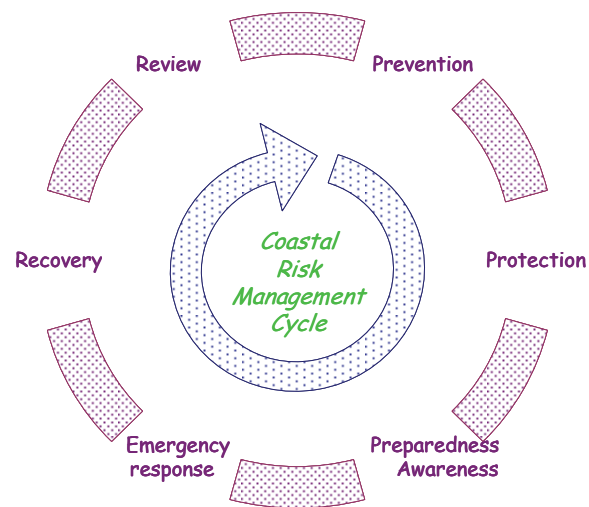 Review
Prevention
Recovery
Coastal
Risk
Management
Cycle
Protection
Emergency
response
Preparedness
Awareness